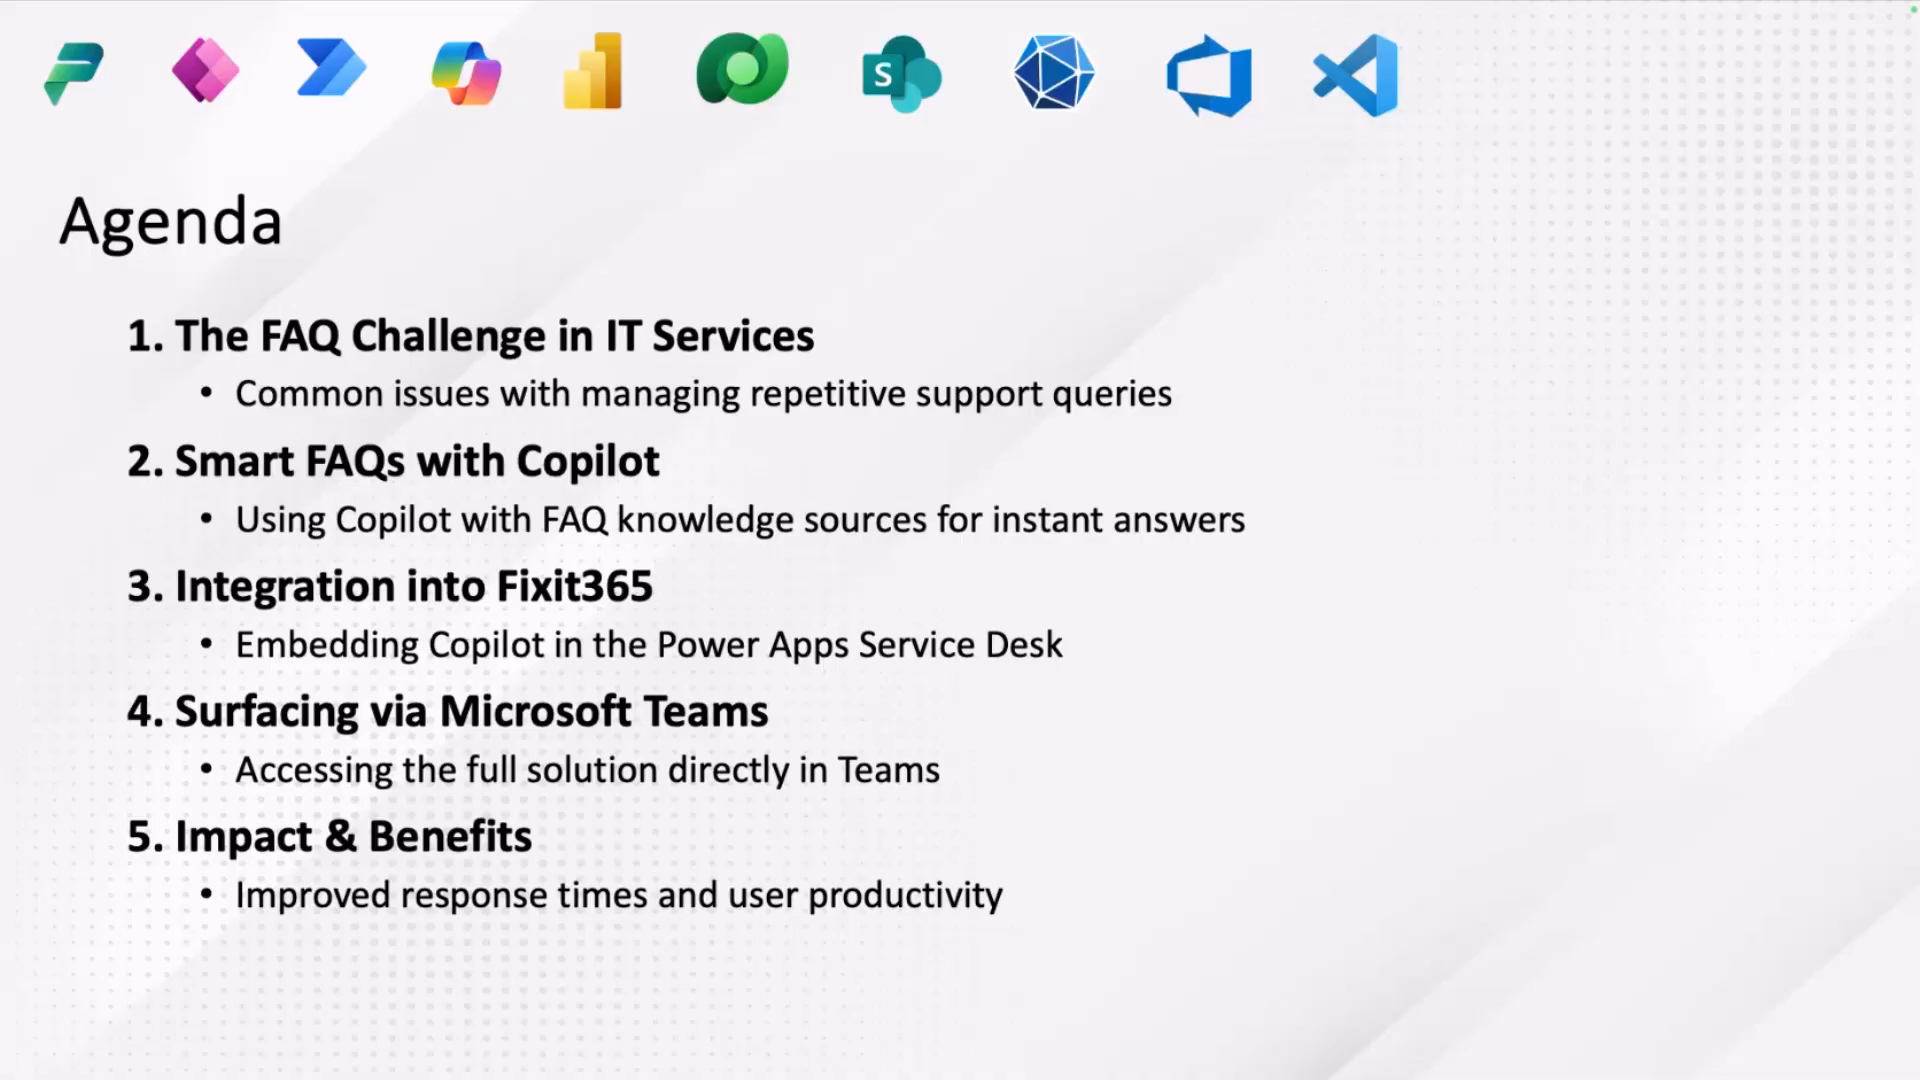 S
Agenda
1. The FAQ Challenge in IT Services
• Common issues with managing repetitive support queries
2. Smart FAQs with Copilot
• Using Copilot with FAQ knowledge sources for instant answers
3. Integration into Fixit365
• Embedding Copilot in the Power Apps Service Desk
4. Surfacing via Microsoft Teams
• Accessing the full solution directly in Teams
5. Impact & Benefits
• Improved response times and user productivity